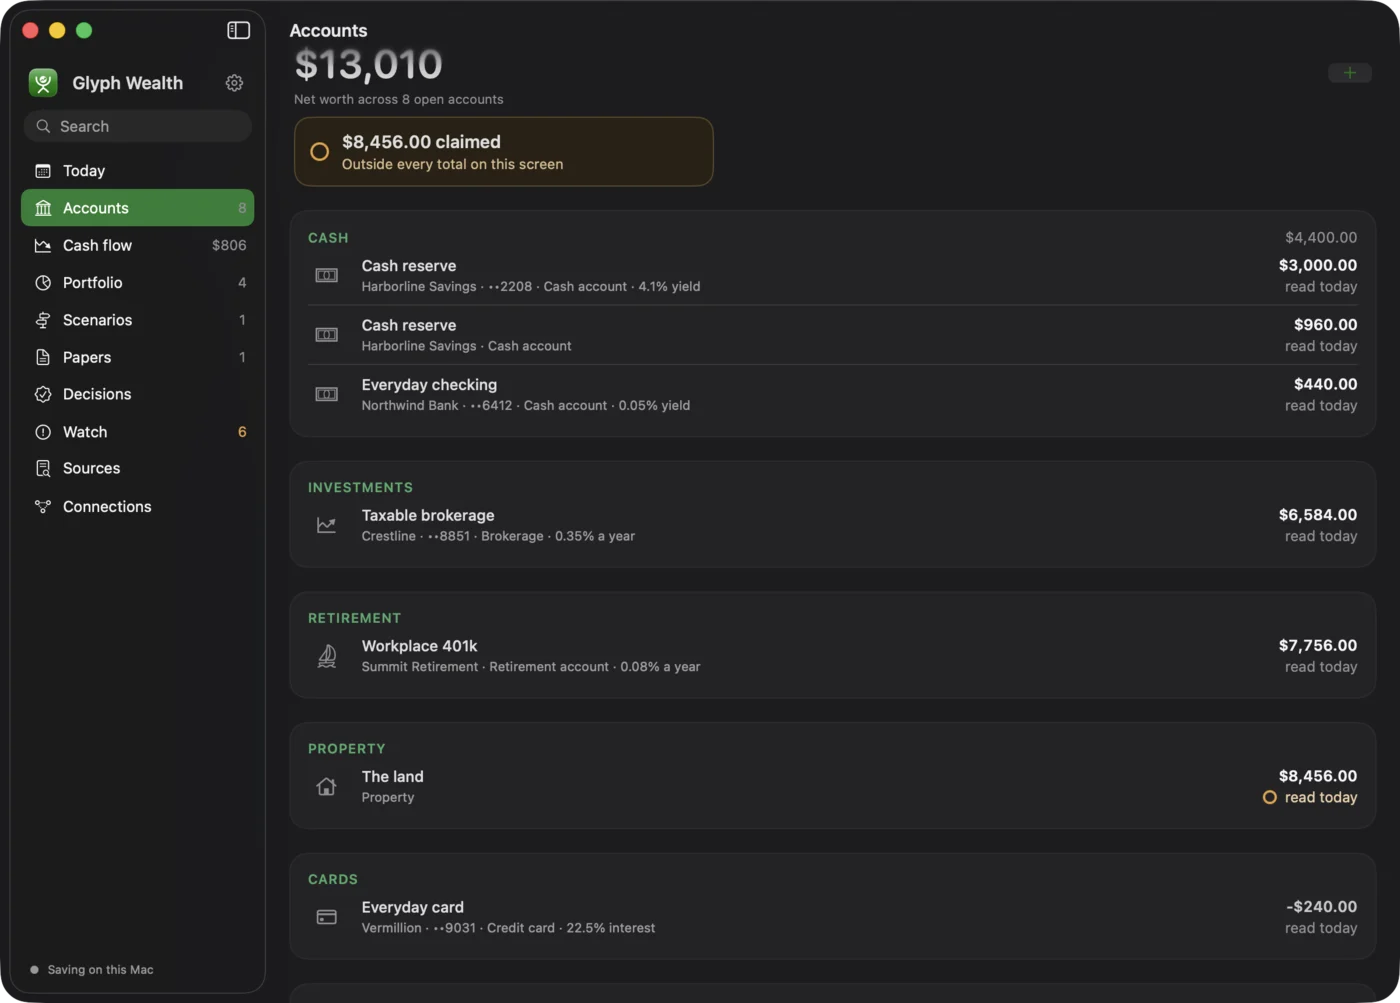 Glyph Wealth
Search
Today
Accounts 8
Cash flow $806
Portfolio 4
Scenarios 1
Papers 1
Decisions
Watch 6
Sources
Connections
Saving on this Mac
Accounts
$13,010
Net worth across 8 open accounts
$8,456.00 claimed
Outside every total on this screen
CASH $4,400.00
Cash reserve $3,000.00
Harborline Savings · ••2208 · Cash account · 4.1% yield read today
Cash reserve $960.00
Harborline Savings · Cash account read today
Everyday checking $440.00
Northwind Bank · ••6412 · Cash account · 0.05% yield read today
INVESTMENTS
Taxable brokerage $6,584.00
Crestline · ••8851 · Brokerage · 0.35% a year read today
RETIREMENT
Workplace 401k $7,756.00
Summit Retirement · Retirement account · 0.08% a year read today
PROPERTY
The land $8,456.00
Property read today
CARDS
Everyday card -$240.00
Vermillion · ••9031 · Credit card · 22.5% interest read today